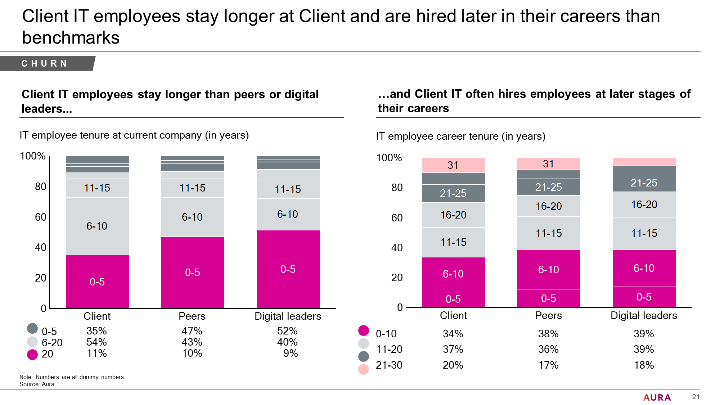 Client IT employees stay longer at Client and are hired later in their careers than
benchmarks
CHURN
Client IT employees stay longer than peers or digital
leaders...
IT employee tenure at current company (in years)
100%
80
60
40
20
0
11-15
6-10
0-5
11-15
6-10
0-5
11-15
6-10
0-5
Client
Peers
Digital leaders
0-5 35% 47% 52%
6-20 54% 43% 40%
20 11% 10% 9%
…and Client IT often hires employees at later stages of
their careers
IT employee career tenure (in years)
100%
80
60
40
20
0
31
21-25
16-20
11-15
6-10
0-5
31
21-25
16-20
11-15
6-10
0-5
21-25
16-20
11-15
6-10
0-5
Client
Peers
Digital leaders
0-10 34% 38% 39%
11-20 37% 36% 39%
21-30 20% 17% 18%
Note: Numbers are all dummy numbers
Source: Aura
AURA
21